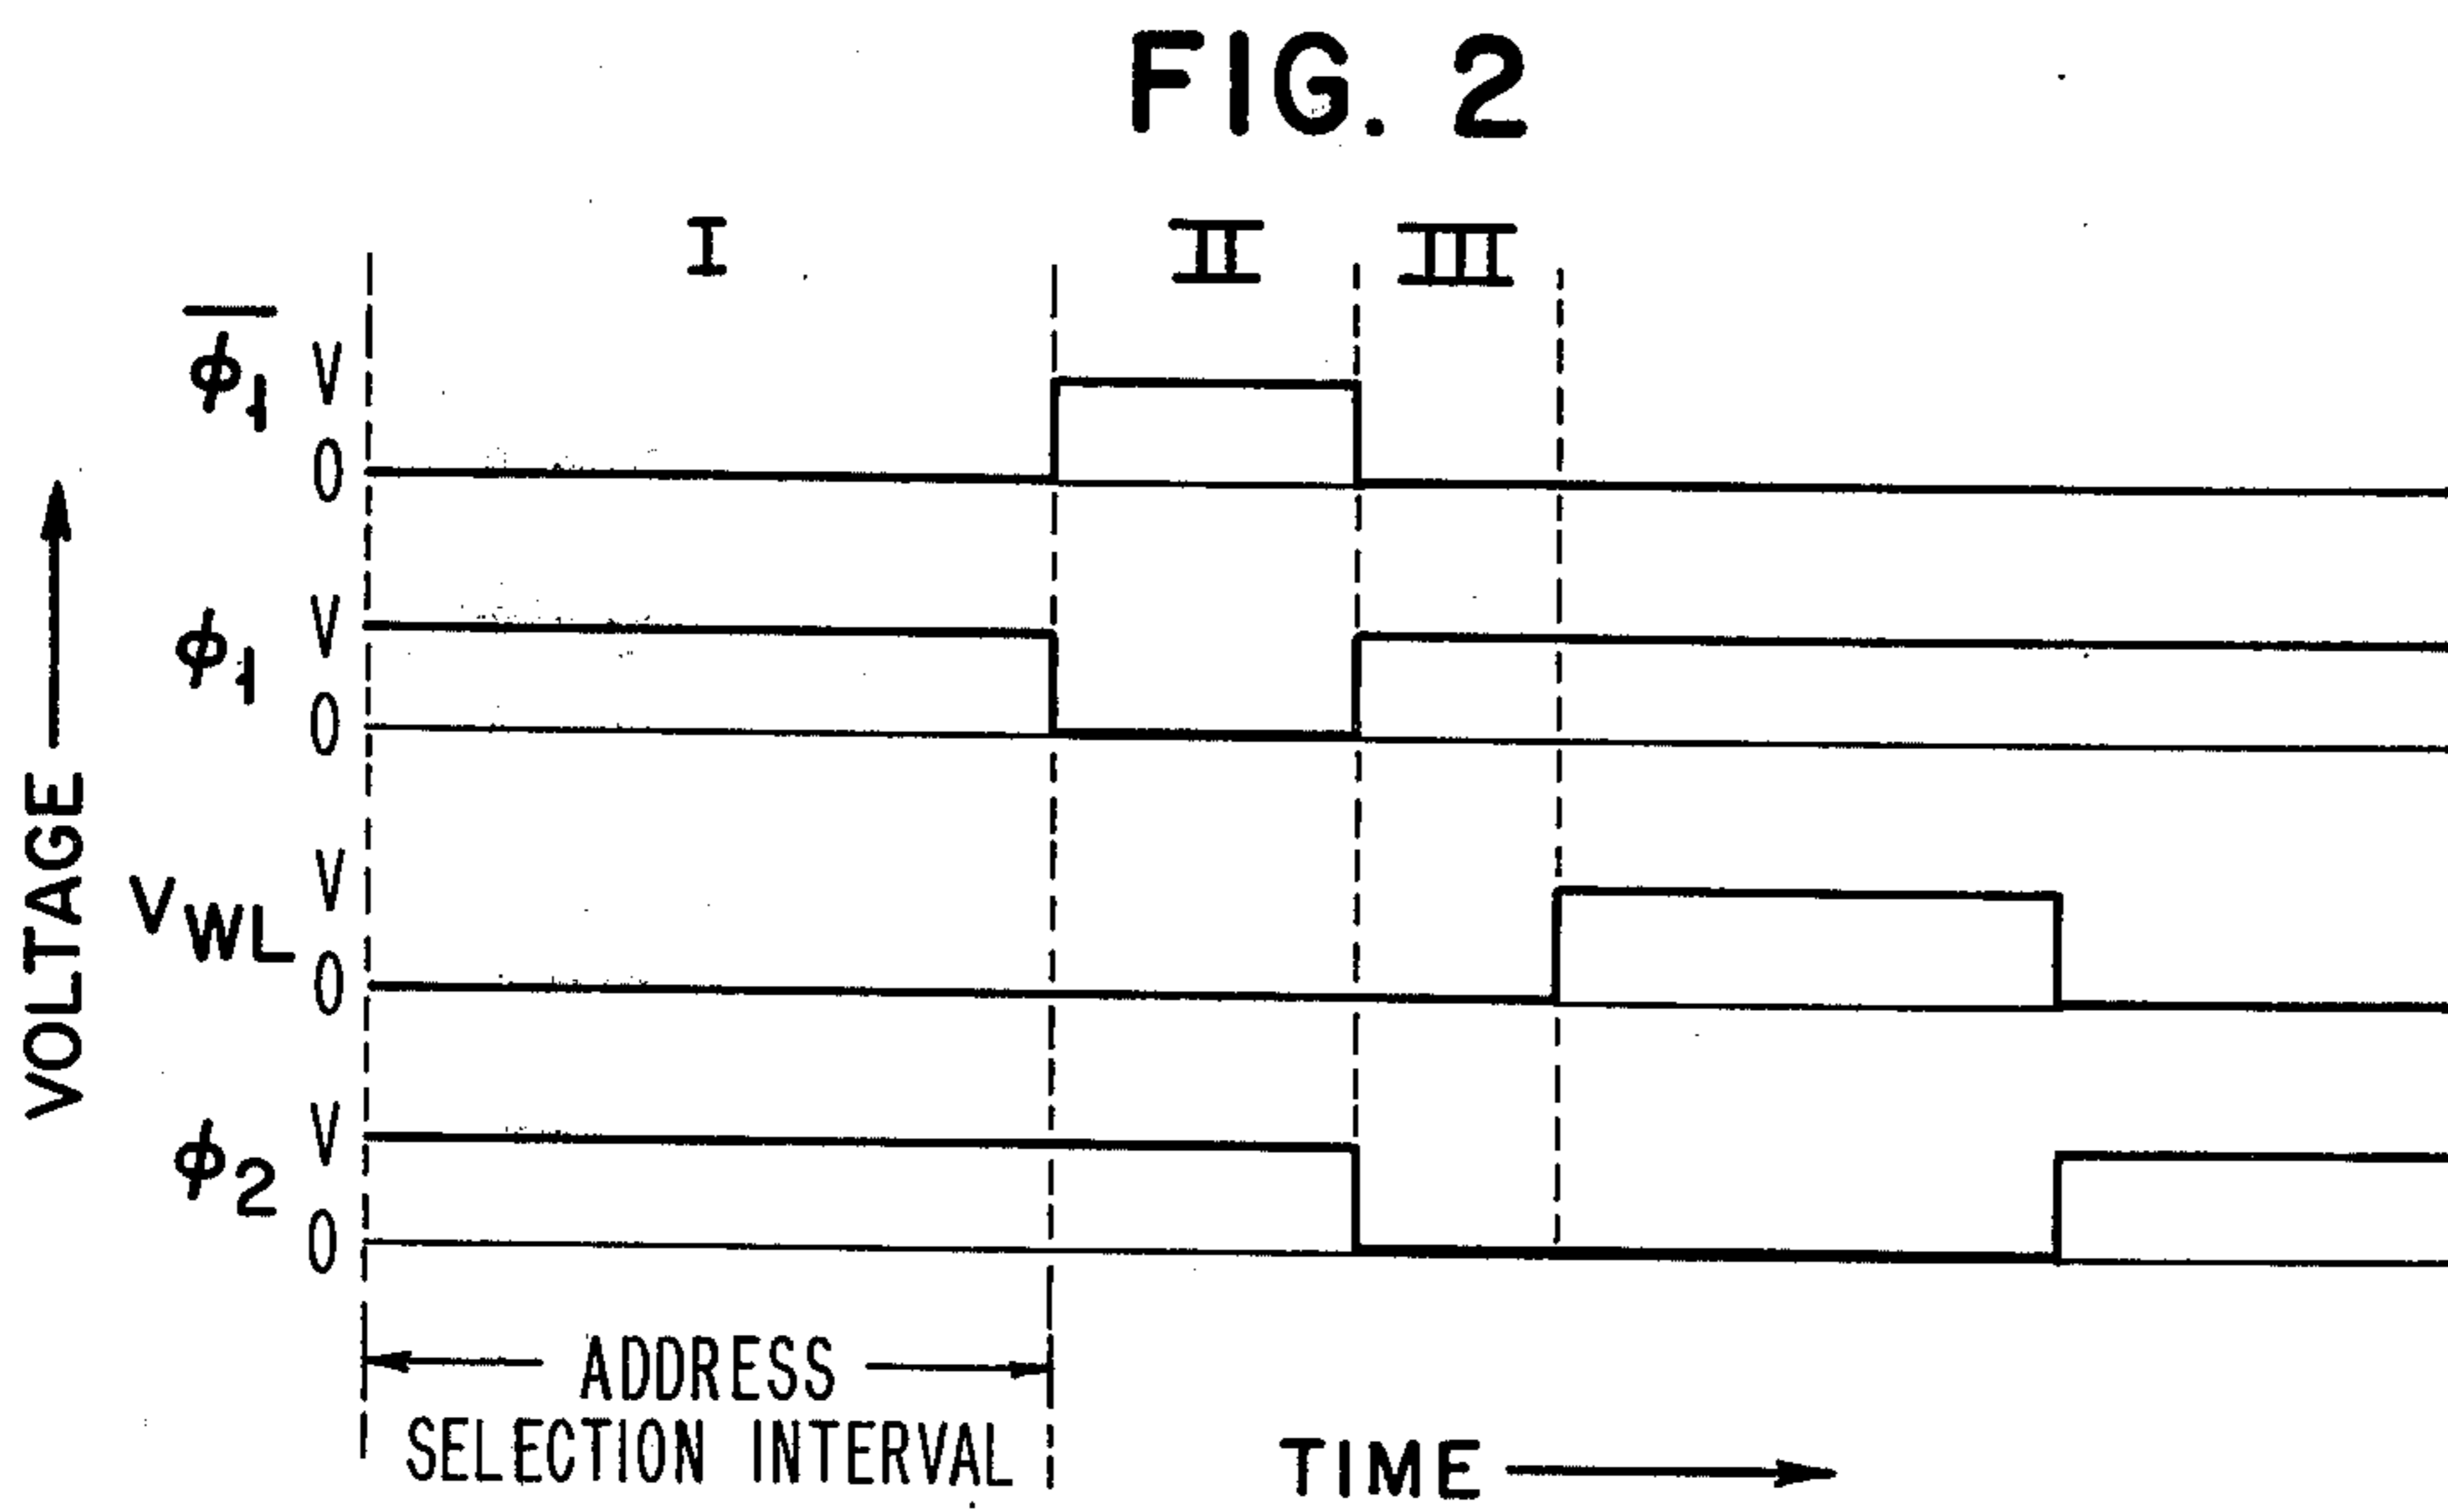 FIG. 2
I II III
φ̅1 V
0
φ1 V
0
VWL V
0
φ2 V
0
VOLTAGE
ADDRESS
SELECTION INTERVAL
TIME